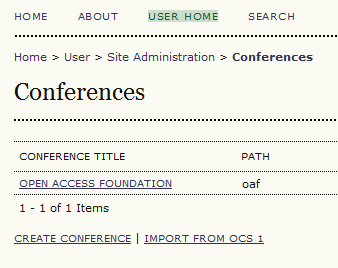 HOME ABOUT USER HOME SEARCH
Home > User > Site Administration > Conferences
Conferences
CONFERENCE TITLE PATH
OPEN ACCESS FOUNDATION oaf
1 - 1 of 1 Items
CREATE CONFERENCE | IMPORT FROM OCS 1